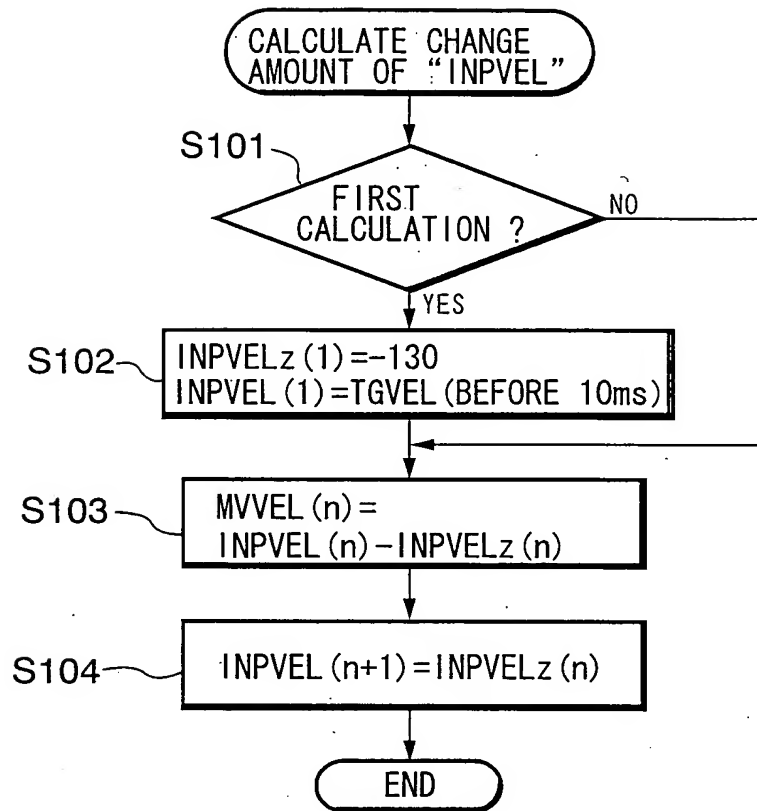 CALCULATE CHANGE
AMOUNT OF "INPVEL"
S101
FIRST
CALCULATION ?
NO
YES
S102
INPVELz(1)=-130
INPVEL(1)=TGVEL(BEFORE 10ms)
S103
MVVEL(n)=
INPVEL(n)-INPVELz(n)
S104
INPVEL(n+1)=INPVELz(n)
END